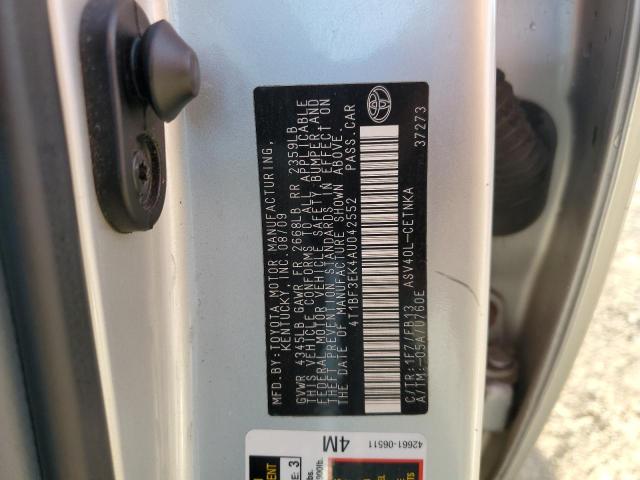 MFD.BY:TOYOTA MOTOR MANUFACTURING,
KENTUCKY, INC. 08/09
GVWR 4345LB GAWR FR 2668LB RR 2359LB
THIS VEHICLE CONFORMS TO ALL APPLICABLE
FEDERAL MOTOR VEHICLE SAFETY, BUMPER, AND
THEFT PREVENTION STANDARDS IN EFFECT ON
THE DATE OF MANUFACTURE SHOWN ABOVE.
4T1BF3EK4AU042552 PASS.CAR
C/TR:1F7/FB13 ASV40L-CETNKA
A/TM:-05A/U760E 37273
42661-06511
4M